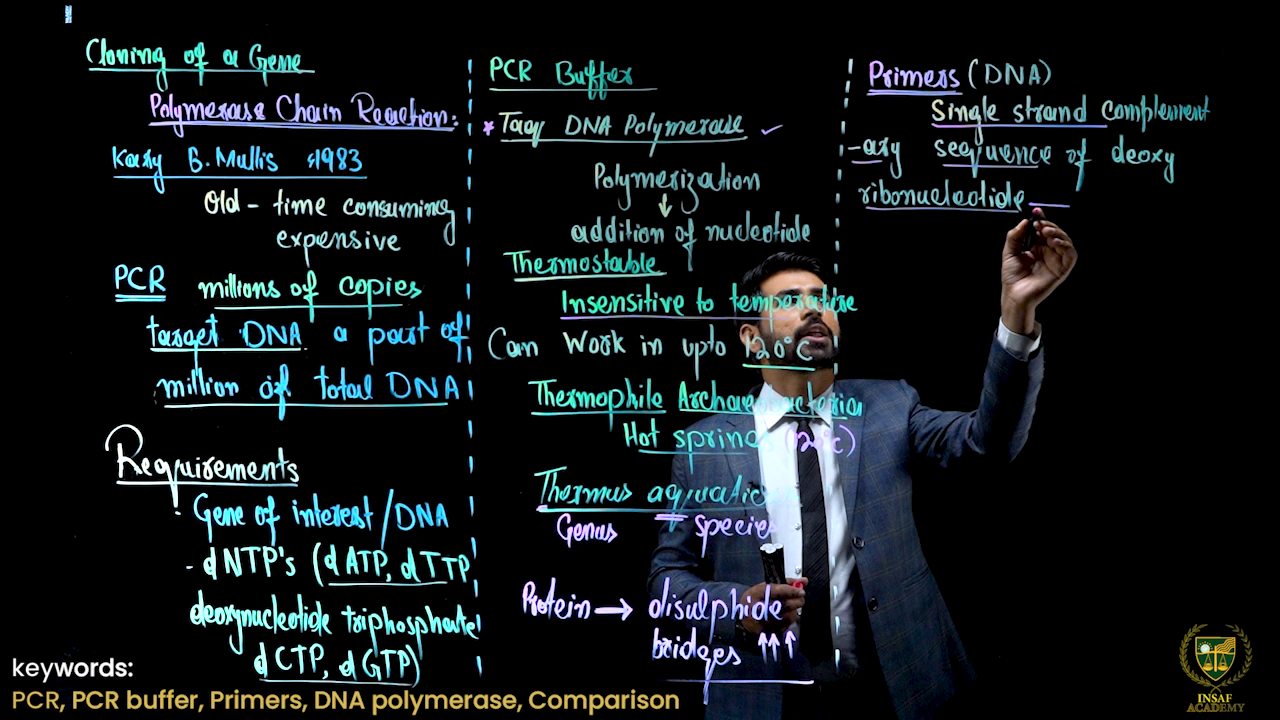 Cloning of a Gene
Polymerase Chain Reaction:
Kary B. Mullis 1983
Old - time consuming
expensive
PCR millions of copies
target DNA a part of
million of total DNA
Requirements
· Gene of interest / DNA
- dNTP's (dATP, dTTP,
deoxynucleotide triphosphate
dCTP, dGTP)
PCR Buffer
* Taq DNA Polymerase ✓
Polymerization
↓
addition of nucleotide
Thermostable
Insensitive to temperature
Can Work in upto 120°C
Thermophile Archaebacteria
Hot spring (120°C)
Thermus aquaticus
Genus species
Protein → disulphide
bridges ↑↑↑
Primers (DNA)
Single strand complement
-ary sequence of deoxy
ribonucleotide
keywords:
PCR, PCR buffer, Primers, DNA polymerase, Comparison
INSAF
ACADEMY